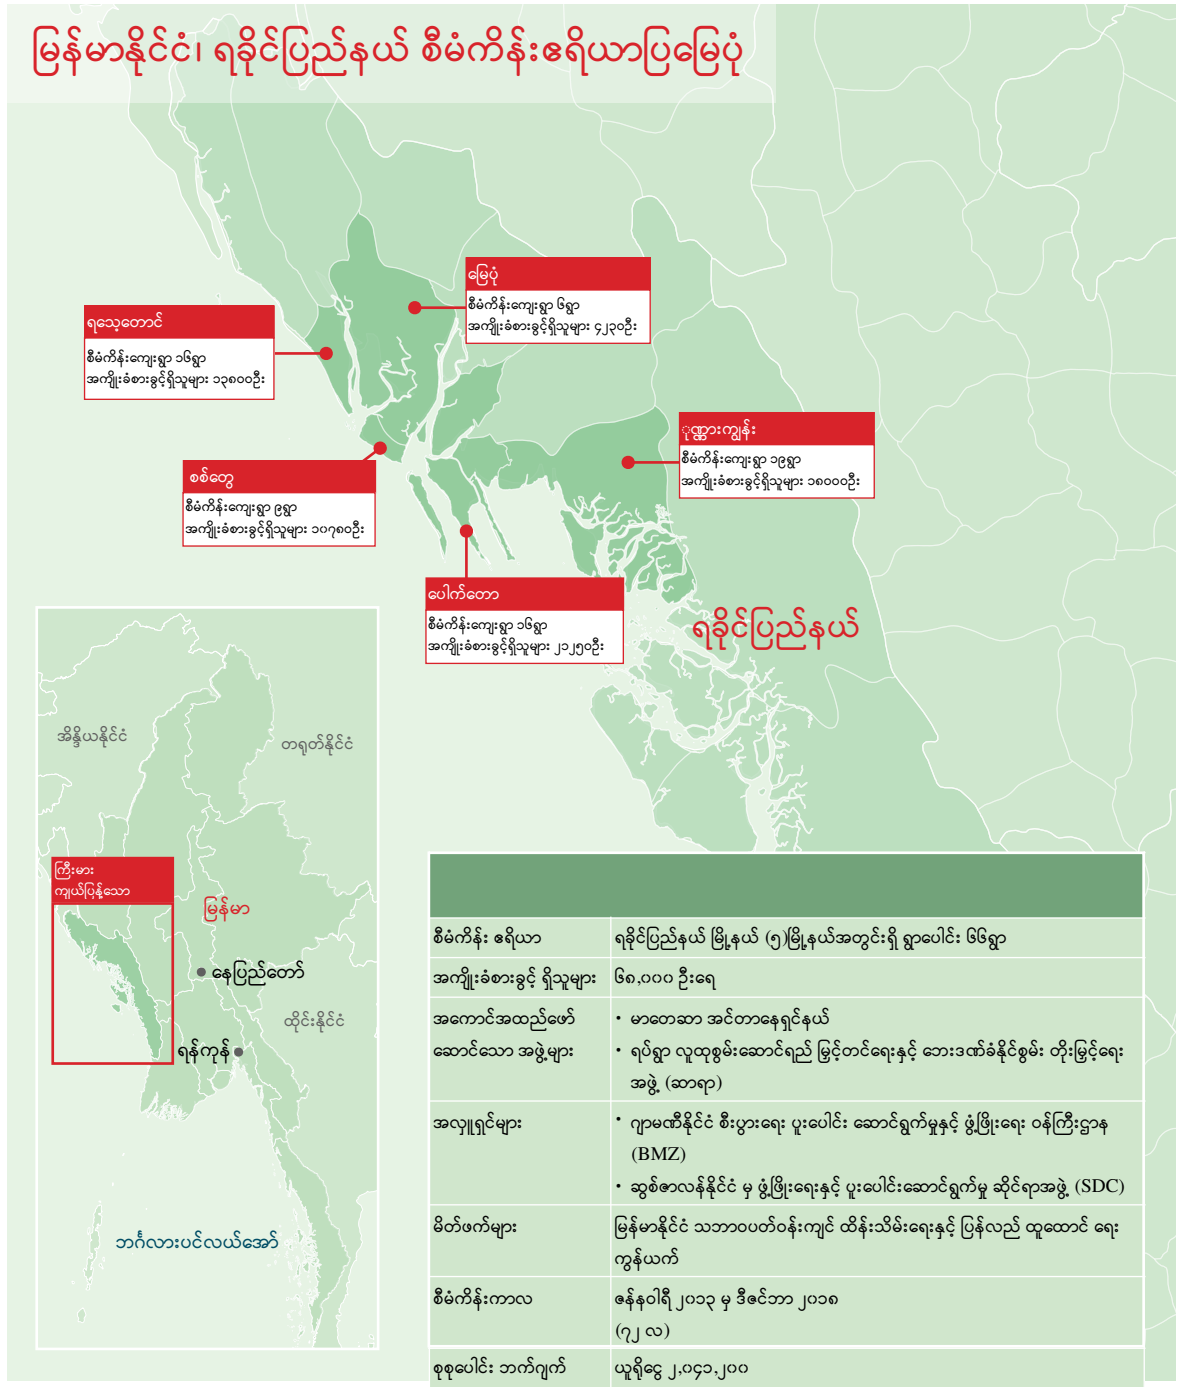 မြန်မာနိုင်ငံ၊ ရခိုင်ပြည်နယ် စီမံကိန်းဧရိယာပြမြေပုံ
မြေပုံ
စီမံကိန်းကျေးရွာ ၆ရွာ
အကျိုးခံစားခွင့်ရှိသူများ ၄၂၃၀ဦး
ရသေ့တောင်
စီမံကိန်းကျေးရွာ ၁၆ရွာ
အကျိုးခံစားခွင့်ရှိသူများ ၁၃၈၀၀ဦး
ုဏ္ဏားကျွန်း
စီမံကိန်းကျေးရွာ ၁၉ရွာ
အကျိုးခံစားခွင့်ရှိသူများ ၁၈၀၀၀ဦး
စစ်တွေ
စီမံကိန်းကျေးရွာ ၉ရွာ
အကျိုးခံစားခွင့်ရှိသူများ ၁၀၇၈၀ဦး
ပေါက်တော
စီမံကိန်းကျေးရွာ ၁၆ရွာ
အကျိုးခံစားခွင့်ရှိသူများ ၂၁၂၅၀ဦး
ရခိုင်ပြည်နယ်
အိန္ဒိယနိုင်ငံ
တရုတ်နိုင်ငံ
ကြီးမား
ကျယ်ပြန့်သော
မြန်မာ
နေပြည်တော်
ထိုင်းနိုင်ငံ
ရန်ကုန်
ဘင်္ဂလားပင်လယ်အော်
စီမံကိန်း ဧရိယာ ရခိုင်ပြည်နယ် မြို့နယ် (၅)မြို့နယ်အတွင်းရှိ ရွာပေါင်း ၆၆ရွာ
အကျိုးခံစားခွင့် ရှိသူများ ၆၈,၀၀၀ ဦးရေ
အကောင်အထည်ဖော် • မာတေဆာ အင်တာနေရှင်နယ်
ဆောင်သော အဖွဲ့များ • ရပ်ရွာ လူထုစွမ်းဆောင်ရည် မြှင့်တင်ရေးနှင့် ဘေးဒဏ်ခံနိုင်စွမ်း တိုးမြှင့်ရေး
အဖွဲ့ (ဆာရာ)
အလှူရှင်များ • ဂျာမဏီနိုင်ငံ စီးပွားရေး ပူးပေါင်း ဆောင်ရွက်မှုနှင့် ဖွံ့ဖြိုးရေး ဝန်ကြီးဌာန
(BMZ)
• ဆွစ်ဇာလန်နိုင်ငံ မှ ဖွံ့ဖြိုးရေးနှင့် ပူးပေါင်းဆောင်ရွက်မှု ဆိုင်ရာအဖွဲ့ (SDC)
မိတ်ဖက်များ မြန်မာနိုင်ငံ သဘာဝပတ်ဝန်းကျင် ထိန်းသိမ်းရေးနှင့် ပြန်လည် ထူထောင် ရေး
ကွန်ယက်
စီမံကိန်းကာလ ဇန်နဝါရီ ၂၀၁၃ မှ ဒီဇင်ဘာ ၂၀၁၈
(၇၂ လ)
စုစုပေါင်း ဘက်ဂျက် ယူရိုငွေ ၂,၀၄၁,၂၀၀